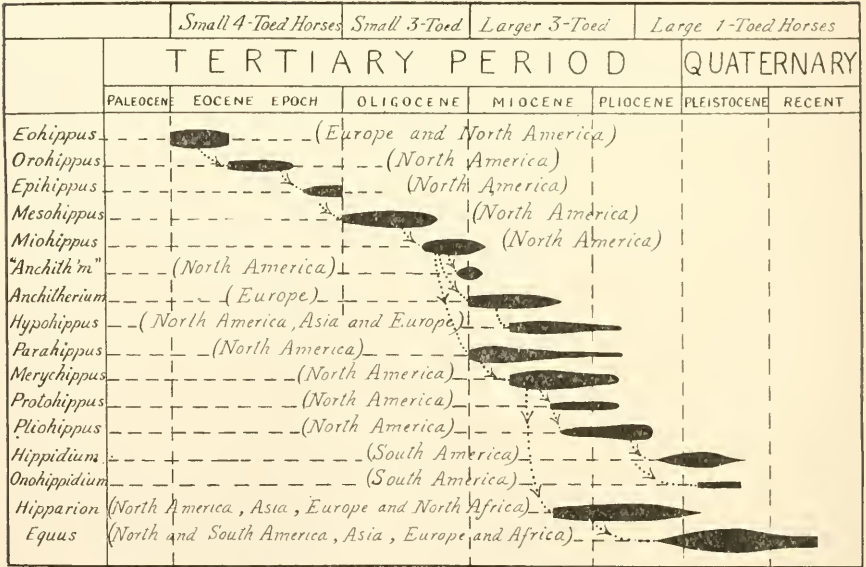 Small 4-Toed Horses Small 3-Toed Larger 3-Toed Large 1-Toed Horses
TERTIARY PERIOD QUATERNARY
PALEOCENE EOCENE EPOCH OLIGOCENE MIOCENE PLIOCENE PLEISTOCENE RECENT
Eohippus (Europe and North America)
Orohippus (North America)
Epihippus (North America)
Mesohippus (North America)
Miohippus (North America)
"Anchith'm" (North America)
Anchitherium (Europe)
Hypohippus (North America, Asia and Europe)
Parahippus (North America)
Merychippus (North America)
Protohippus (North America)
Pliohippus (North America)
Hippidium (South America)
Onohippidium (South America)
Hipparion (North America, Asia, Europe and North Africa)
Equus (North and South America, Asia, Europe and Africa)